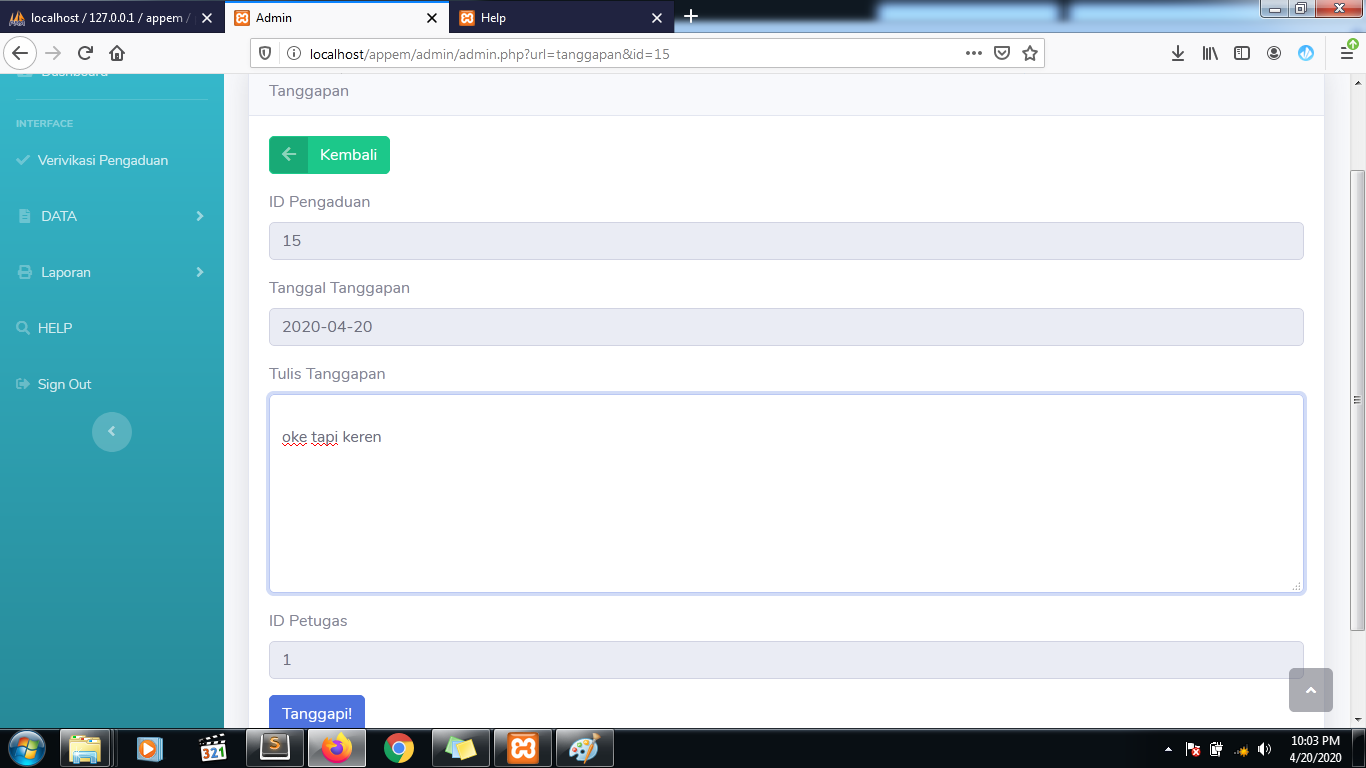 localhost / 127.0.0.1 / appem /
Admin
Help
localhost/appem/admin/admin.php?url=tanggapan&id=15
Dashboard
INTERFACE
Verivikasi Pengaduan
DATA
Laporan
HELP
Sign Out
Tanggapan
Kembali
ID Pengaduan
15
Tanggal Tanggapan
2020-04-20
Tulis Tanggapan
oke tapi keren
ID Petugas
1
Tanggapi!
321
10:03 PM
4/20/2020